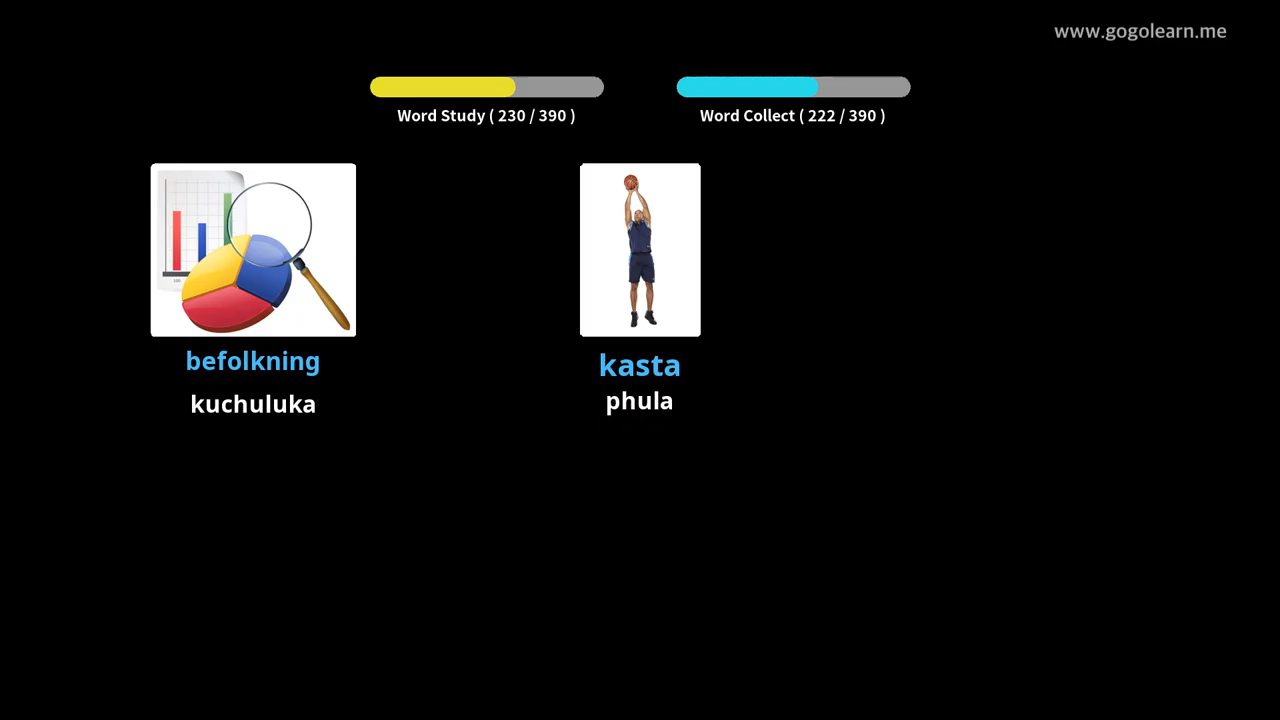 www.gogolearn.me
Word Study ( 230 / 390 )
Word Collect ( 222 / 390 )
befolkning
kuchuluka
kasta
phula